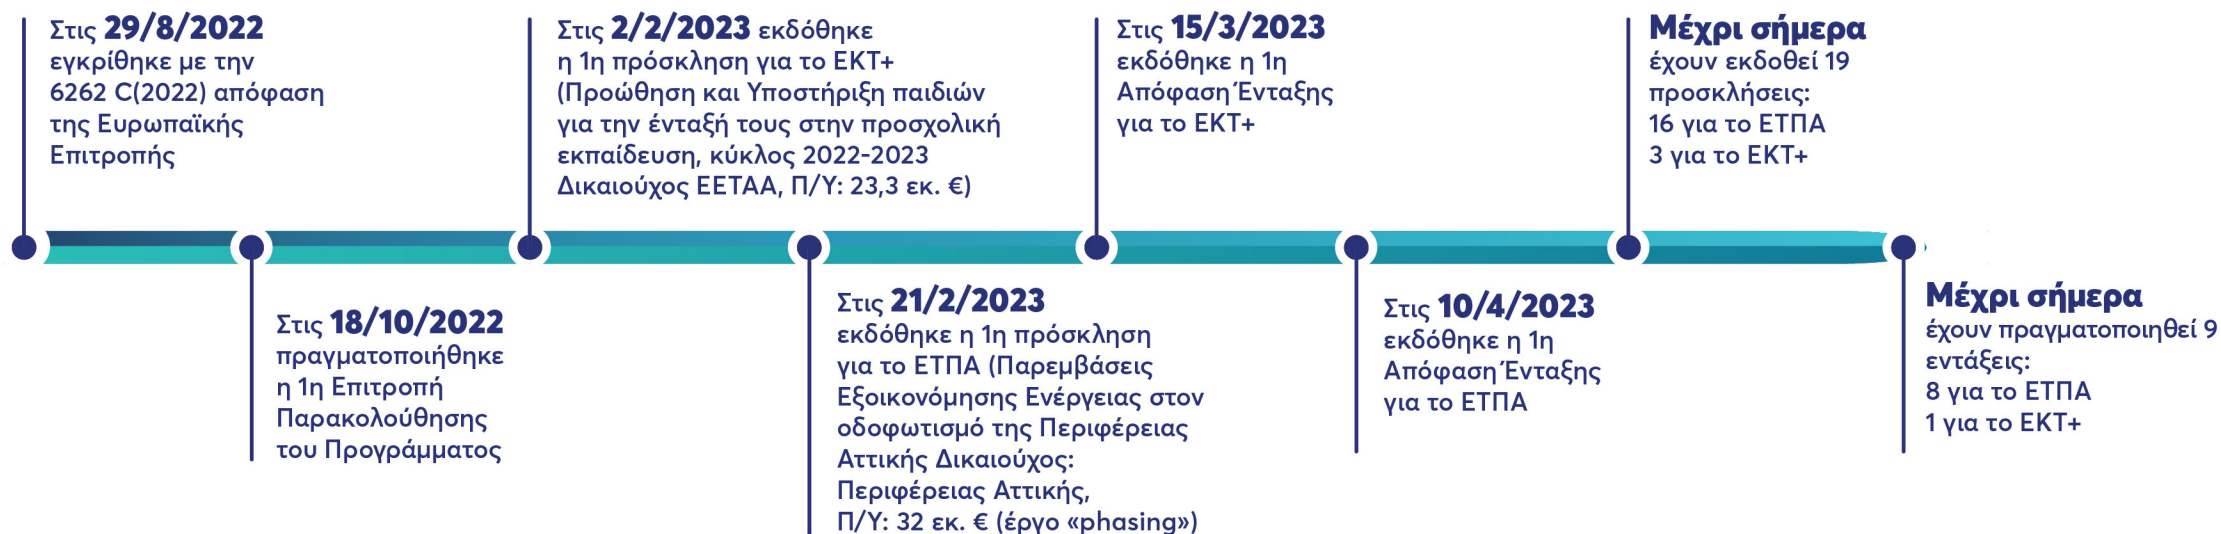 Στις 29/8/2022
εγκρίθηκε με την
6262 C(2022) απόφαση
της Ευρωπαϊκής
Επιτροπής
Στις 18/10/2022
πραγματοποιήθηκε
η 1η Επιτροπή
Παρακολούθησης
του Προγράμματος
Στις 2/2/2023 εκδόθηκε
η 1η πρόσκληση για το ΕΚΤ+
(Προώθηση και Υποστήριξη παιδιών
για την ένταξή τους στην προσχολική
εκπαίδευση, κύκλος 2022-2023
Δικαιούχος ΕΕΤΑΑ, Π/Υ: 23,3 εκ. €)
Στις 21/2/2023
εκδόθηκε η 1η πρόσκληση
για το ΕΤΠΑ (Παρεμβάσεις
Εξοικονόμησης Ενέργειας στον
οδοφωτισμό της Περιφέρειας
Αττικής Δικαιούχος:
Περιφέρειας Αττικής,
Π/Υ: 32 εκ. € (έργο «phasing»)
Στις 15/3/2023
εκδόθηκε η 1η
Απόφαση Ένταξης
για το ΕΚΤ+
Στις 10/4/2023
εκδόθηκε η 1η
Απόφαση Ένταξης
για το ΕΤΠΑ
Μέχρι σήμερα
έχουν εκδοθεί 19
προσκλήσεις:
16 για το ΕΤΠΑ
3 για το ΕΚΤ+
Μέχρι σήμερα
έχουν πραγματοποιηθεί 9
εντάξεις:
8 για το ΕΤΠΑ
1 για το ΕΚΤ+